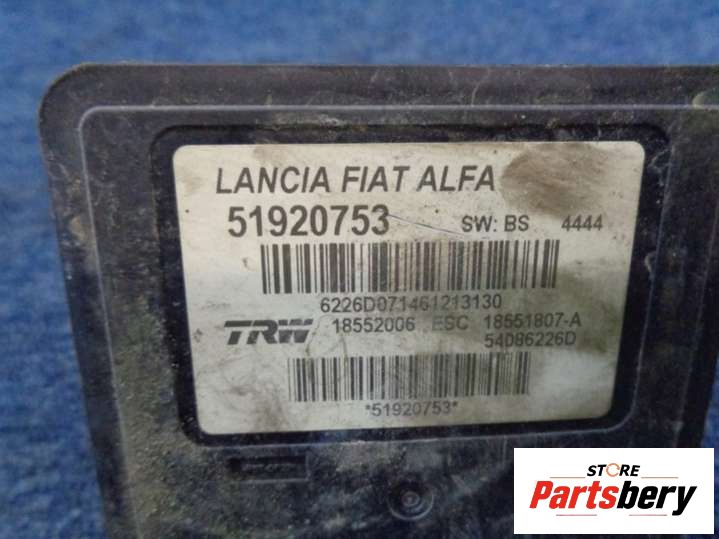 LANCIA FIAT ALFA
51920753 SW: BS 4444
6226D071461213130
TRW 18552006 ESC 18551807-A
54086226D
*51920753*
STORE
Partsbery